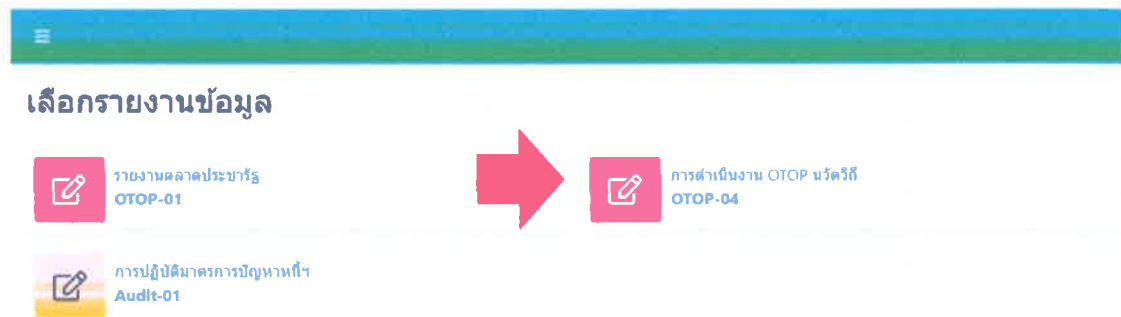 เลือกรายงานข้อมูล
รายงานตลาดประชารัฐ
OTOP-01
การดำเนินงาน OTOP นวัตวิถี
OTOP-04
การปฏิบัติมาตรการปัญหาหนี้ฯ
Audit-01